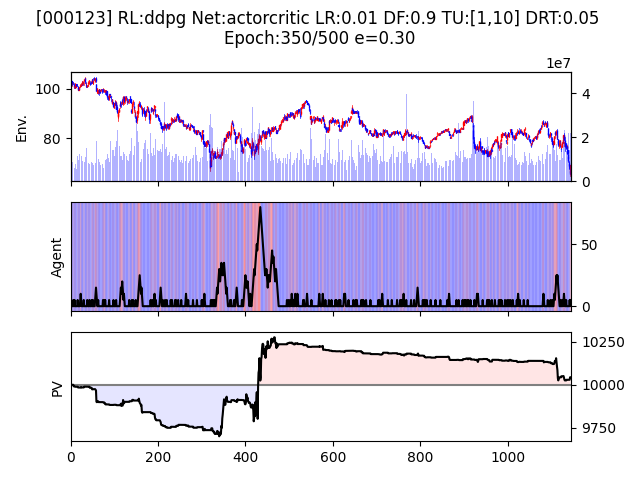 [000123] RL:ddpg Net:actorcritic LR:0.01 DF:0.9 TU:[1,10] DRT:0.05
Epoch:350/500 e=0.30
1e7
Env.
100
80
4
2
0
Agent
50
0
PV
10250
10000
9750
0
200
400
600
800
1000